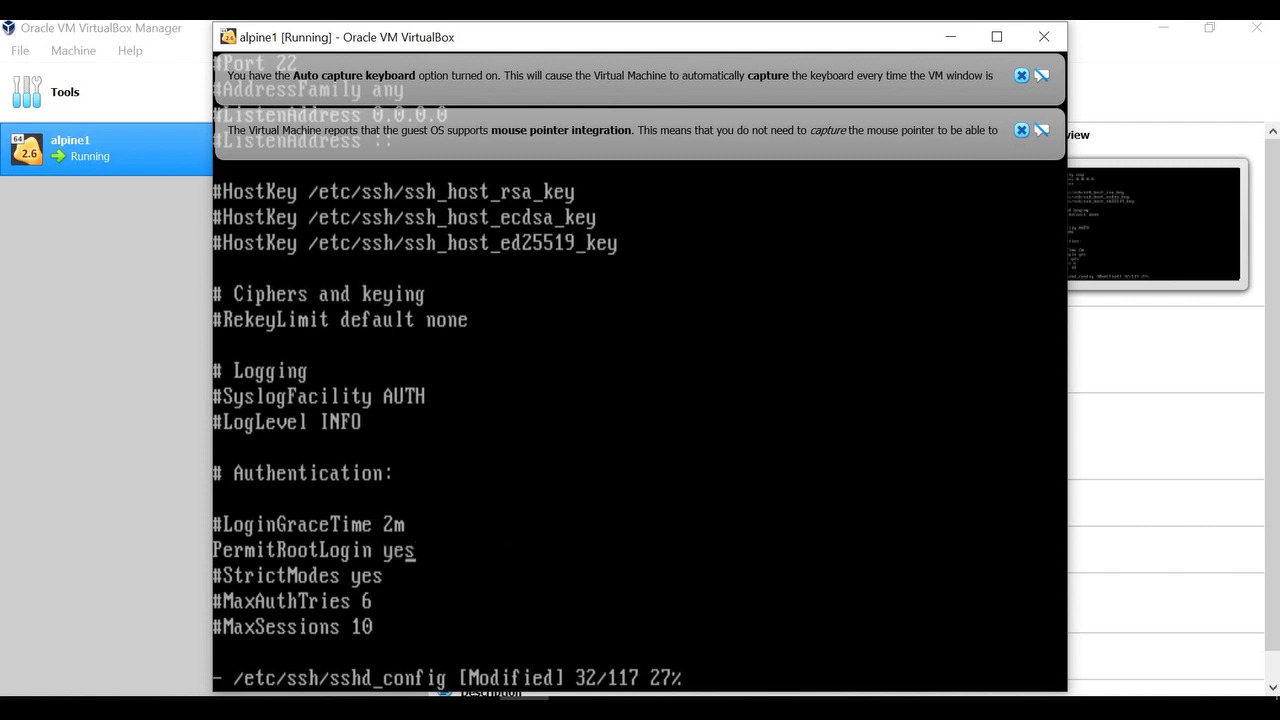 Oracle VM VirtualBox Manager
File Machine Help
Tools
64
2.6
alpine1
Running
alpine1 [Running] - Oracle VM VirtualBox
#Port 22
You have the Auto capture keyboard option turned on. This will cause the Virtual Machine to automatically capture the keyboard every time the VM window is
#AddressFamily any
#ListenAddress 0.0.0.0
The Virtual Machine reports that the guest OS supports mouse pointer integration. This means that you do not need to capture the mouse pointer to be able to
#ListenAddress ::
#HostKey /etc/ssh/ssh_host_rsa_key
#HostKey /etc/ssh/ssh_host_ecdsa_key
#HostKey /etc/ssh/ssh_host_ed25519_key
# Ciphers and keying
#RekeyLimit default none
# Logging
#SyslogFacility AUTH
#LogLevel INFO
# Authentication:
#LoginGraceTime 2m
PermitRootLogin yes
#StrictModes yes
#MaxAuthTries 6
#MaxSessions 10
- /etc/ssh/sshd_config [Modified] 32/117 27%
view
Description